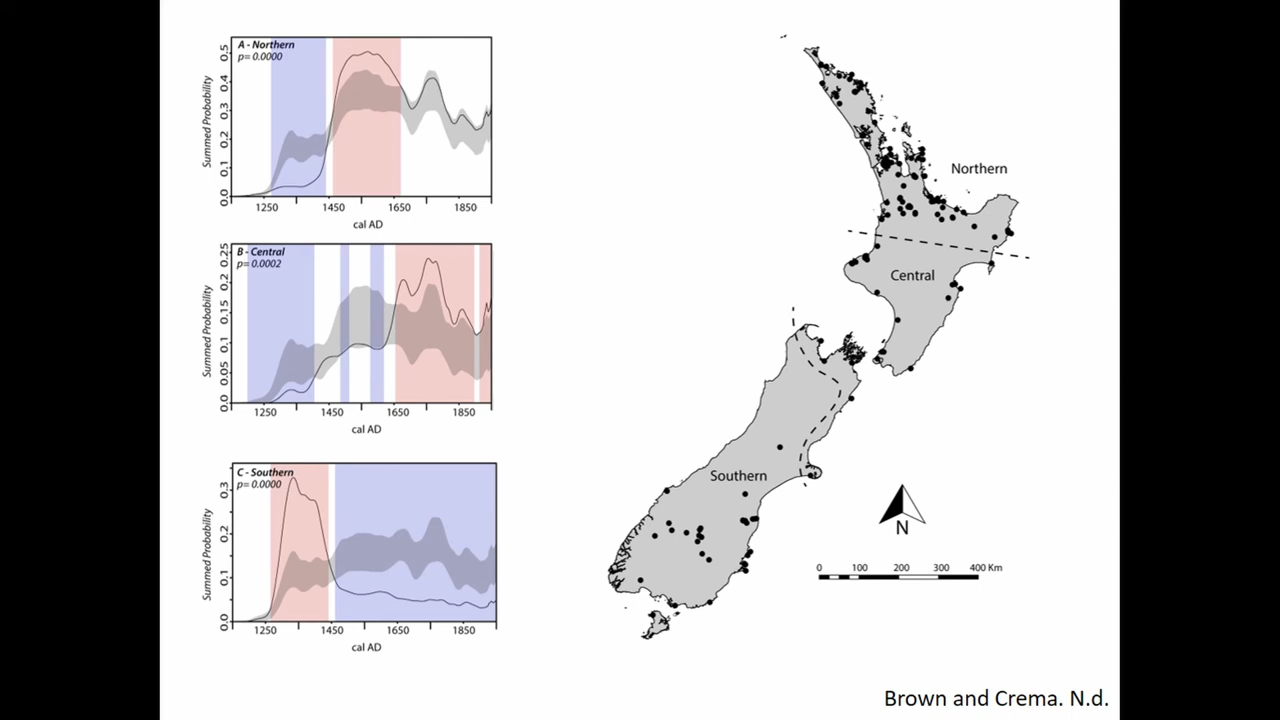 A - Northern
p= 0.0000
Summed Probability
0.0
0.1
0.2
0.3
0.4
0.5
1250
1450
1650
1850
cal AD
B - Central
p= 0.0002
Summed Probability
0.0
0.05
0.1
0.15
0.2
0.25
1250
1450
1650
1850
cal AD
C - Southern
p= 0.0000
Summed Probability
0.0
0.1
0.2
0.3
1250
1450
1650
1850
cal AD
Northern
Central
Southern
N
0 100 200 300 400 Km
Brown and Crema. N.d.